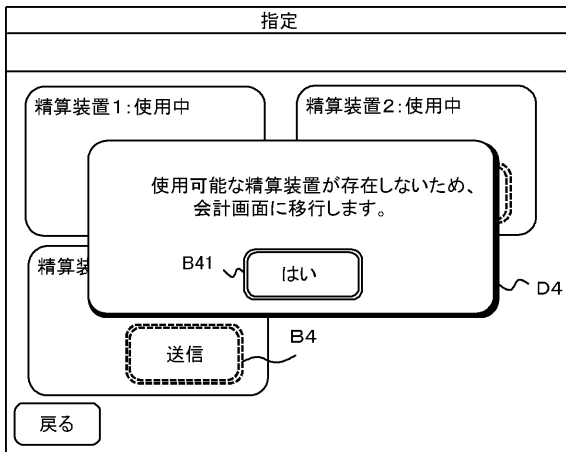 指定
精算装置1:使用中
精算装置2:使用中
使用可能な精算装置が存在しないため、
会計画面に移行します。
B41
はい
精算装
D4
送信
B4
戻る